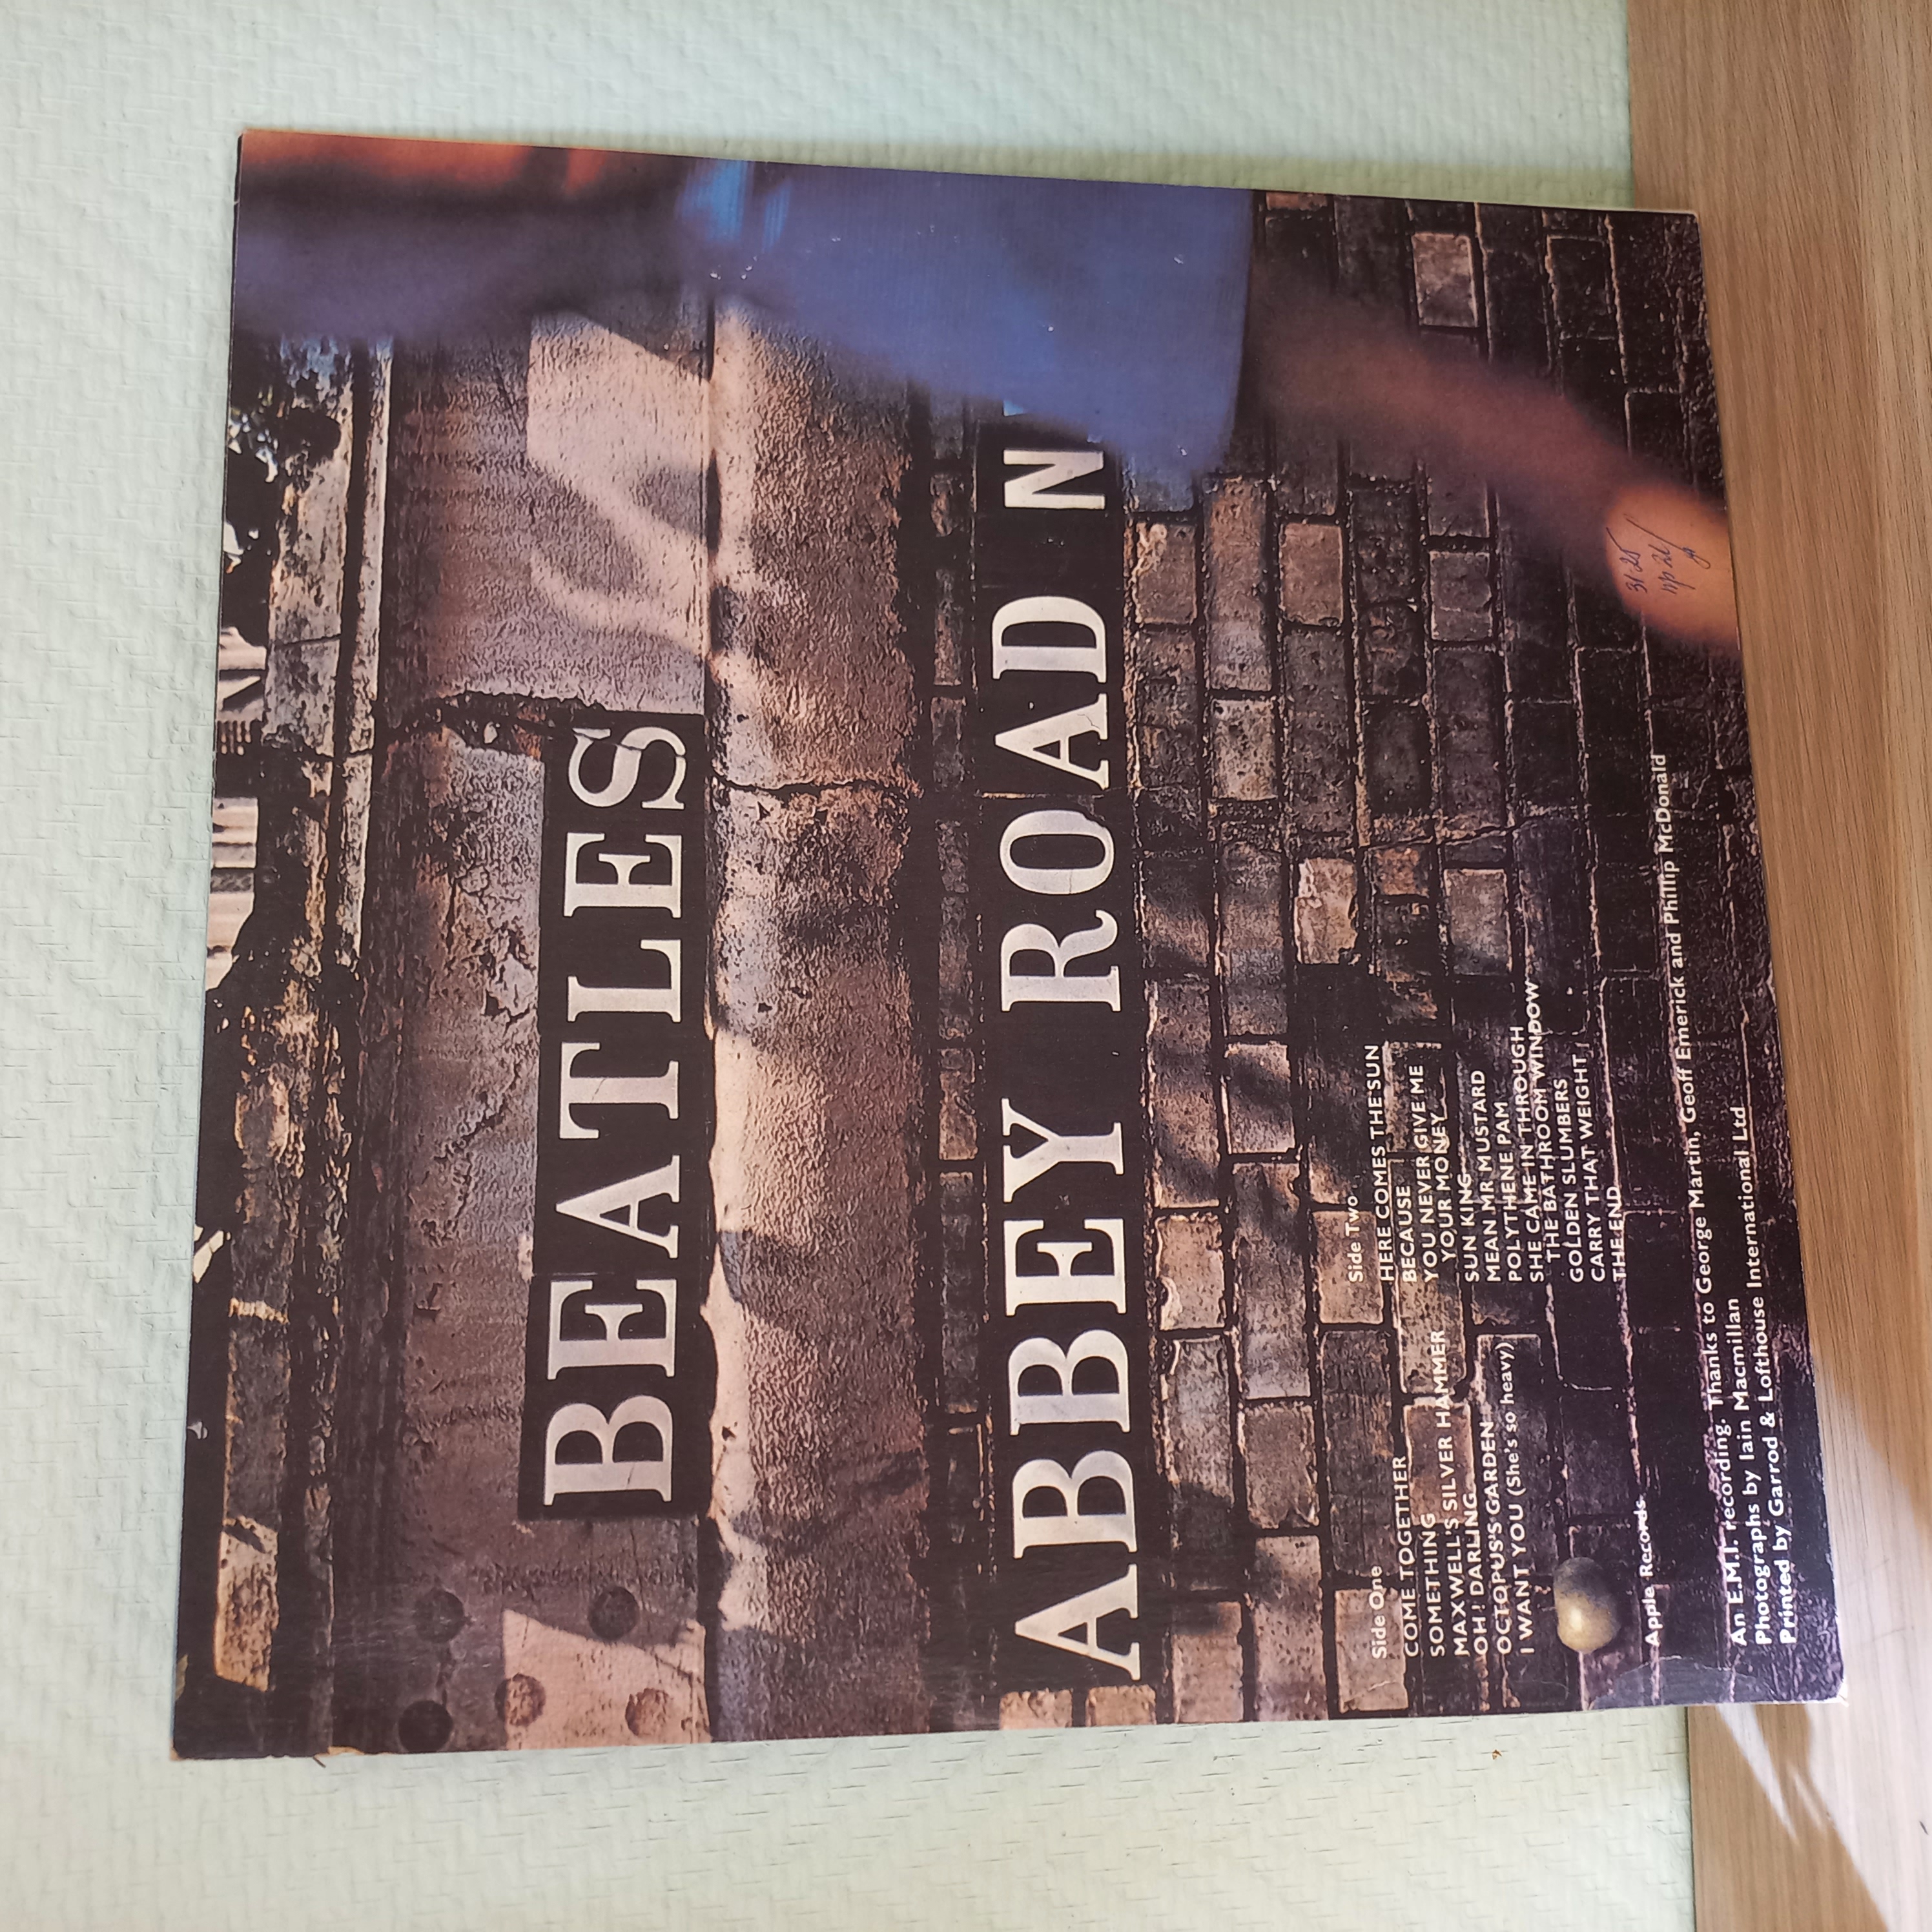 BEATLES
ABBEY ROAD N
Side One
COME TOGETHER
SOMETHING
MAXWELL'S SILVER HAMMER
OH! DARLING
OCTOPUS'S GARDEN
I WANT YOU (She's so heavy)
Side Two
HERE COMES THE SUN
BECAUSE
YOU NEVER GIVE ME
YOUR MONEY
SUN KING
MEAN MR MUSTARD
POLYTHENE PAM
SHE CAME IN THROUGH
THE BATHROOM WINDOW
GOLDEN SLUMBERS
CARRY THAT WEIGHT
THE END
Apple Records
An E.M.I. recording. Thanks to George Martin, Geoff Emerick and Phillip McDonald
Photographs by Iain Macmillan
Printed by Garrod & Lofthouse International Ltd